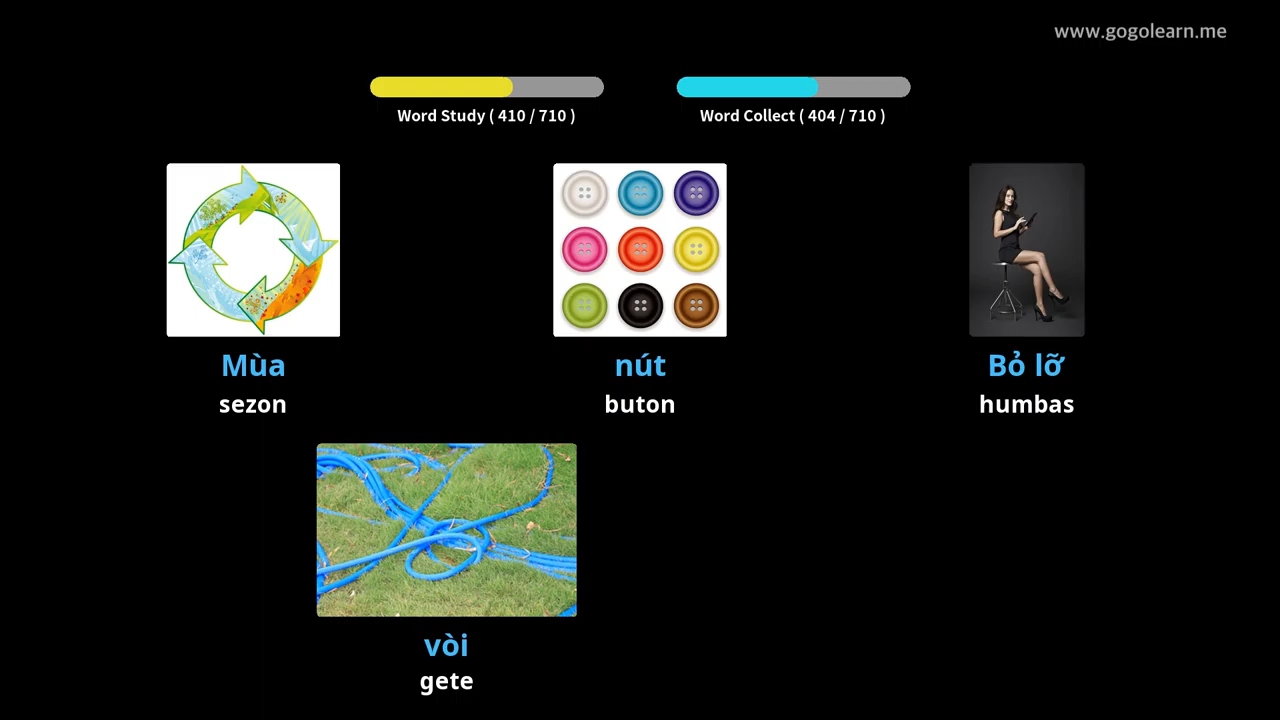 www.gogolearn.me
Word Study ( 410 / 710 )
Word Collect ( 404 / 710 )
Mùa
sezon
nút
buton
Bỏ lỡ
humbas
vòi
gete